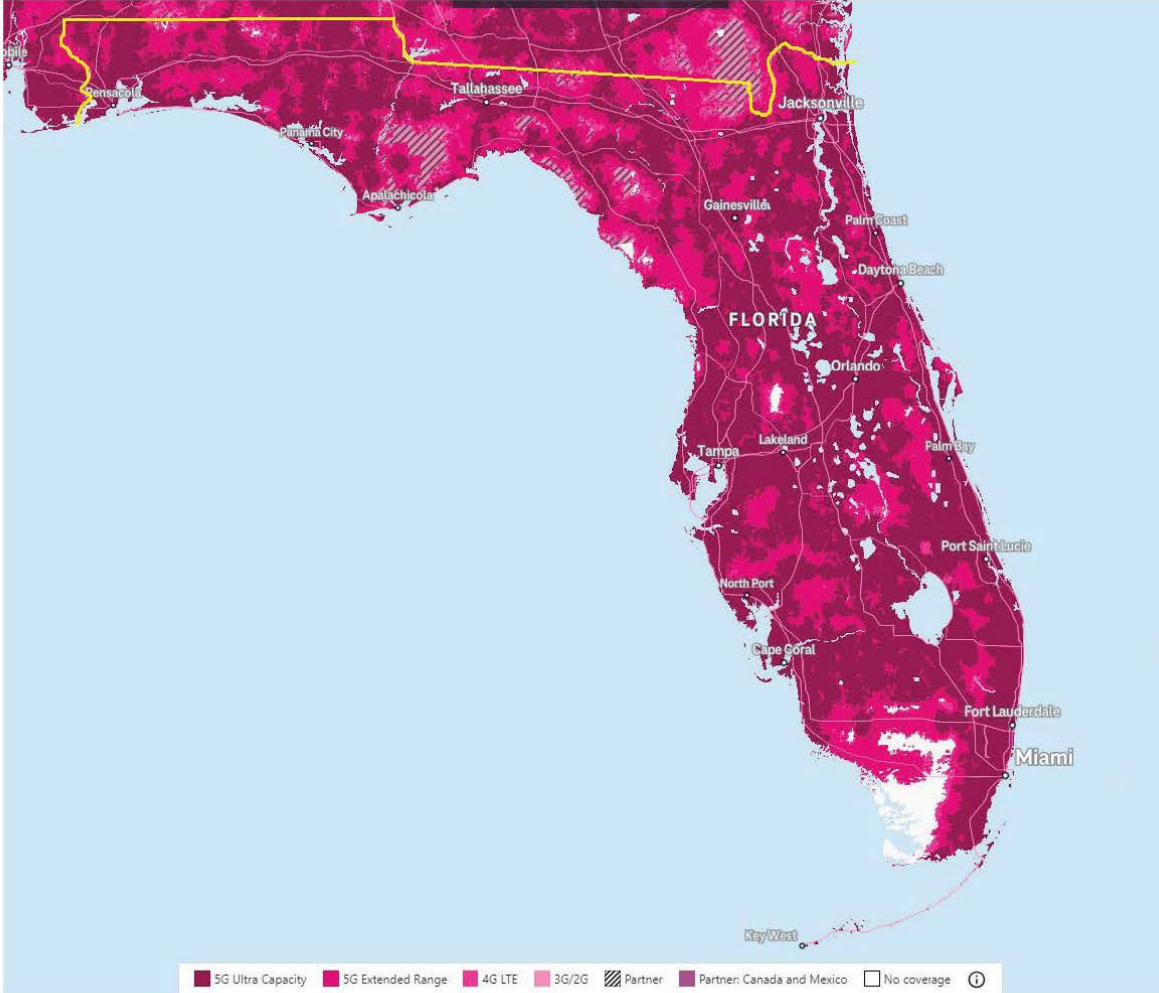 obile
Pensacola
Tallahassee
Jacksonville
Panama City
Apalachicola
Gainesville
Palm Coast
Daytona Beach
FLORIDA
Orlando
Lakeland
Tampa
Palm Bay
Port Saint Lucie
North Port
Cape Coral
Fort Lauderdale
Miami
Key West
5G Ultra Capacity 5G Extended Range 4G LTE 3G/2G Partner Partner: Canada and Mexico No coverage